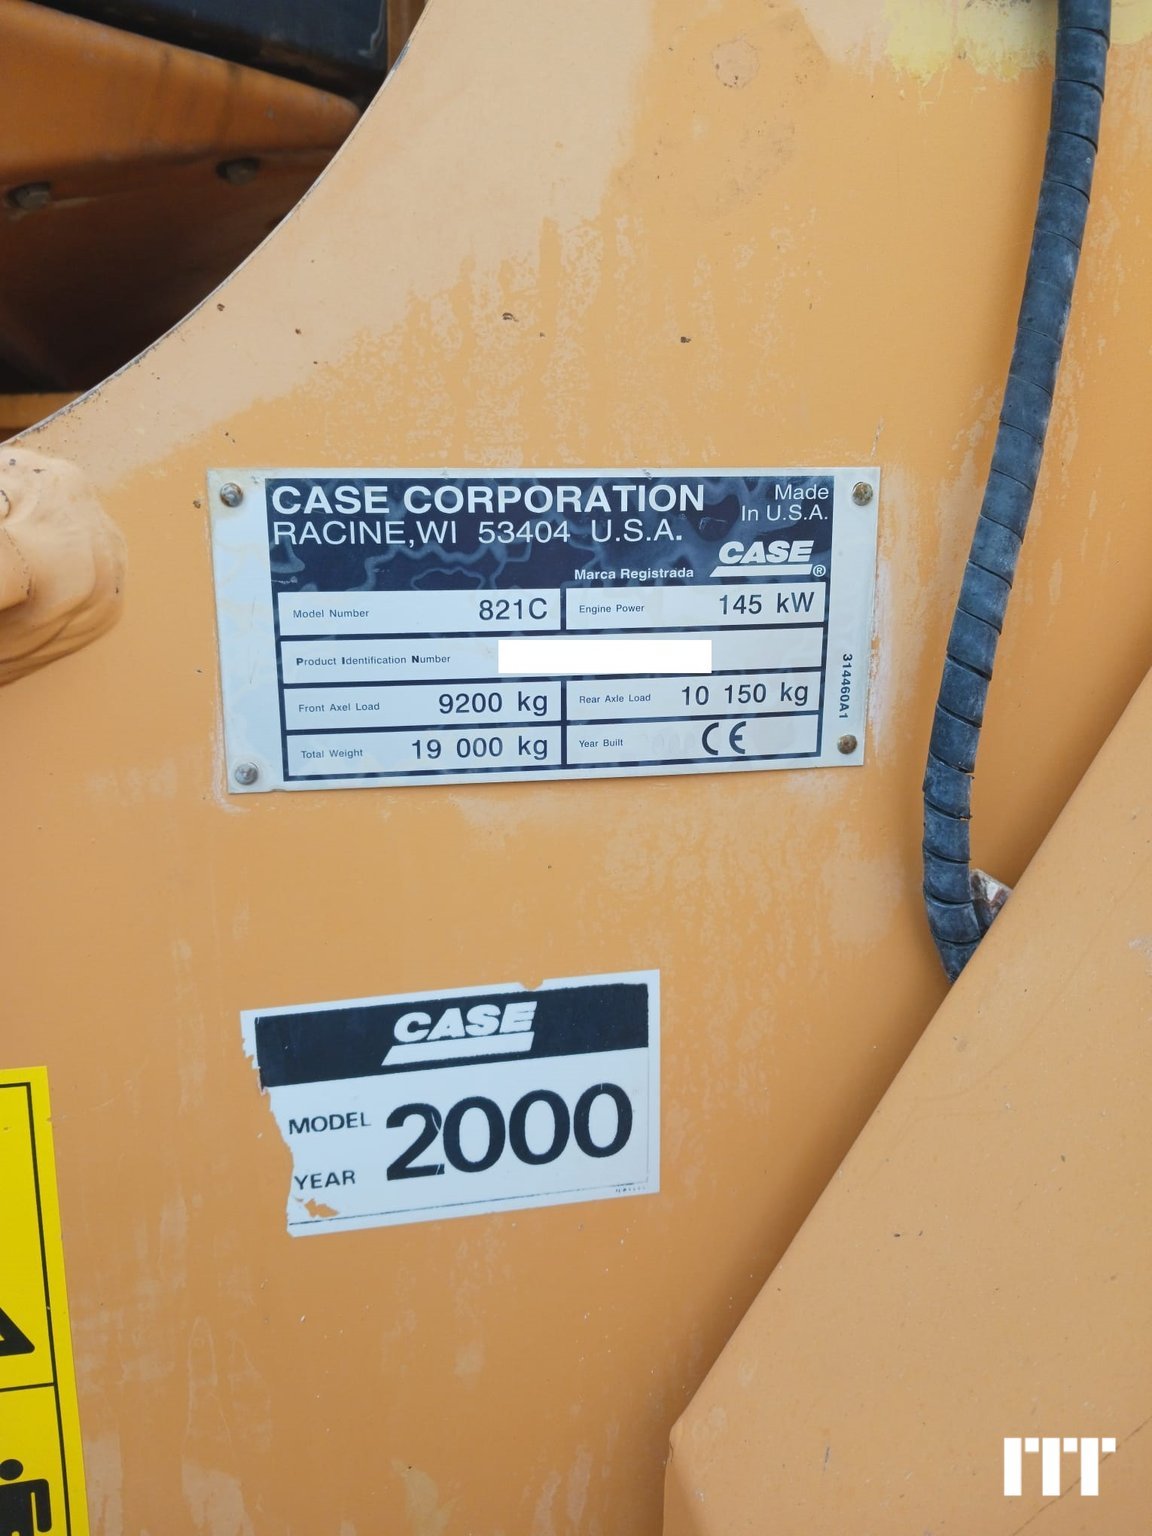 CASE CORPORATION
Made
In U.S.A.
RACINE,WI 53404 U.S.A.
Marca Registrada CASE ®
Model Number 821C Engine Power 145 kW
Product Identification Number
Front Axel Load 9200 kg Rear Axle Load 10 150 kg
Total Weight 19 000 kg Year Built CE
314460A1
CASE
MODEL
YEAR 2000